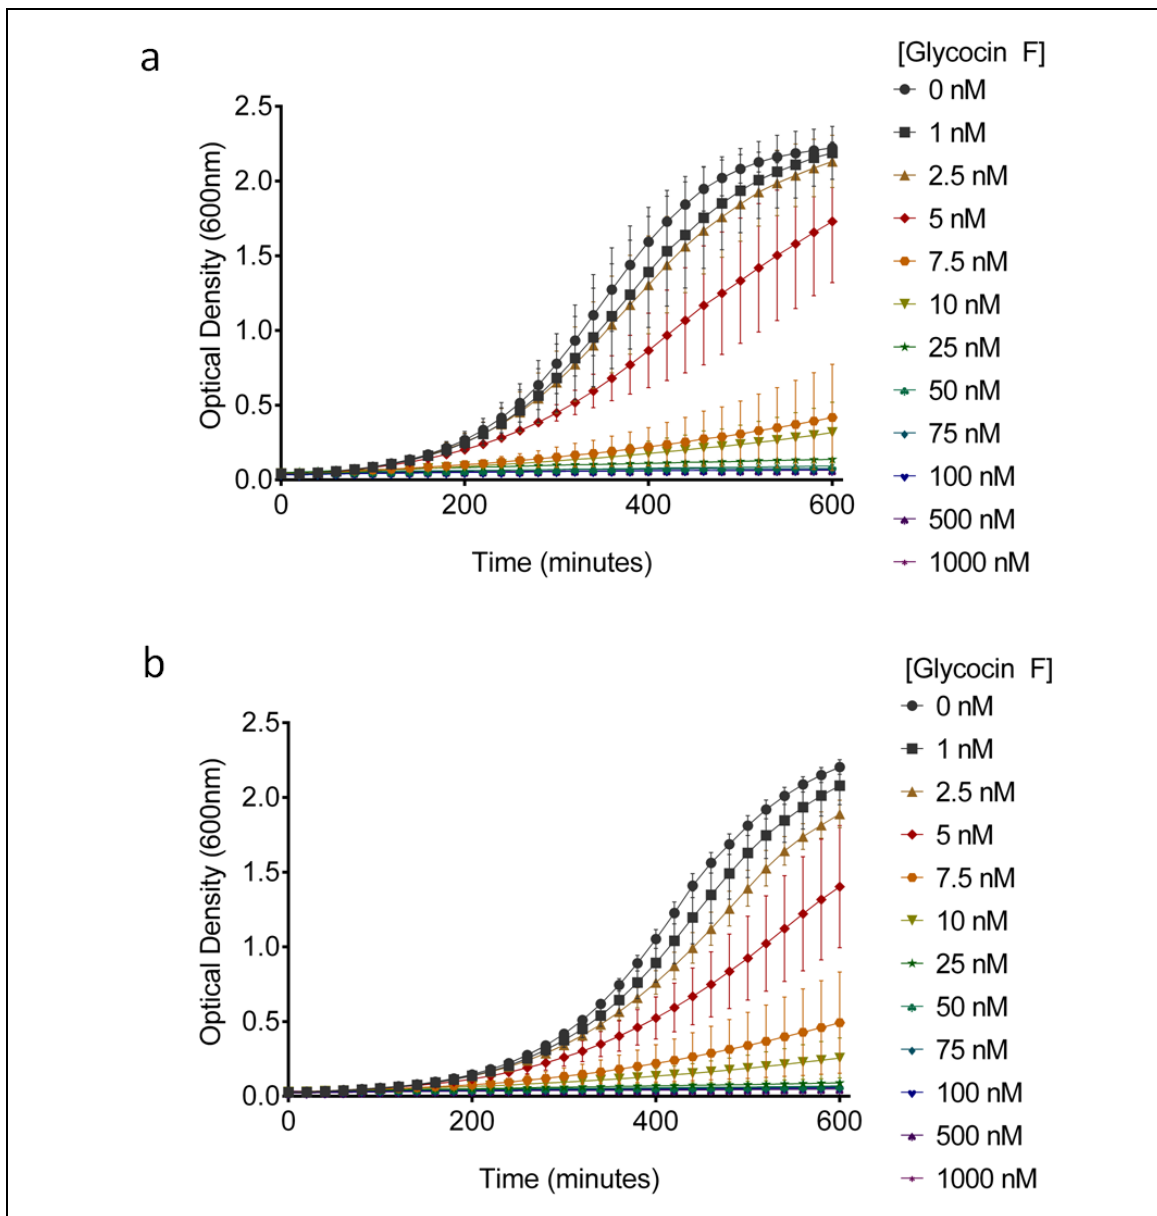 a
[Glycocin F]
0 nM
1 nM
2.5 nM
5 nM
7.5 nM
10 nM
25 nM
50 nM
75 nM
100 nM
500 nM
1000 nM
Optical Density (600nm)
2.5
2.0
1.5
1.0
0.5
0.0
0 200 400 600
Time (minutes)
b
[Glycocin F]
0 nM
1 nM
2.5 nM
5 nM
7.5 nM
10 nM
25 nM
50 nM
75 nM
100 nM
500 nM
1000 nM
Optical Density (600nm)
2.5
2.0
1.5
1.0
0.5
0.0
0 200 400 600
Time (minutes)